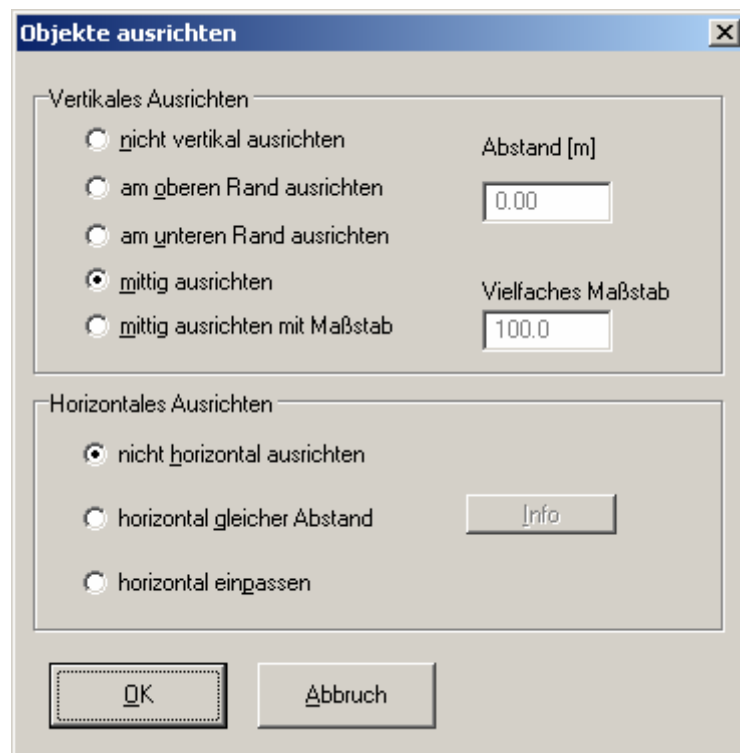 Objekte ausrichten
Vertikales Ausrichten
nicht vertikal ausrichten
Abstand [m]
am oberen Rand ausrichten
0.00
am unteren Rand ausrichten
mittig ausrichten
Vielfaches Maßstab
mittig ausrichten mit Maßstab
100.0
Horizontales Ausrichten
nicht horizontal ausrichten
horizontal gleicher Abstand
Info
horizontal einpassen
OK
Abbruch